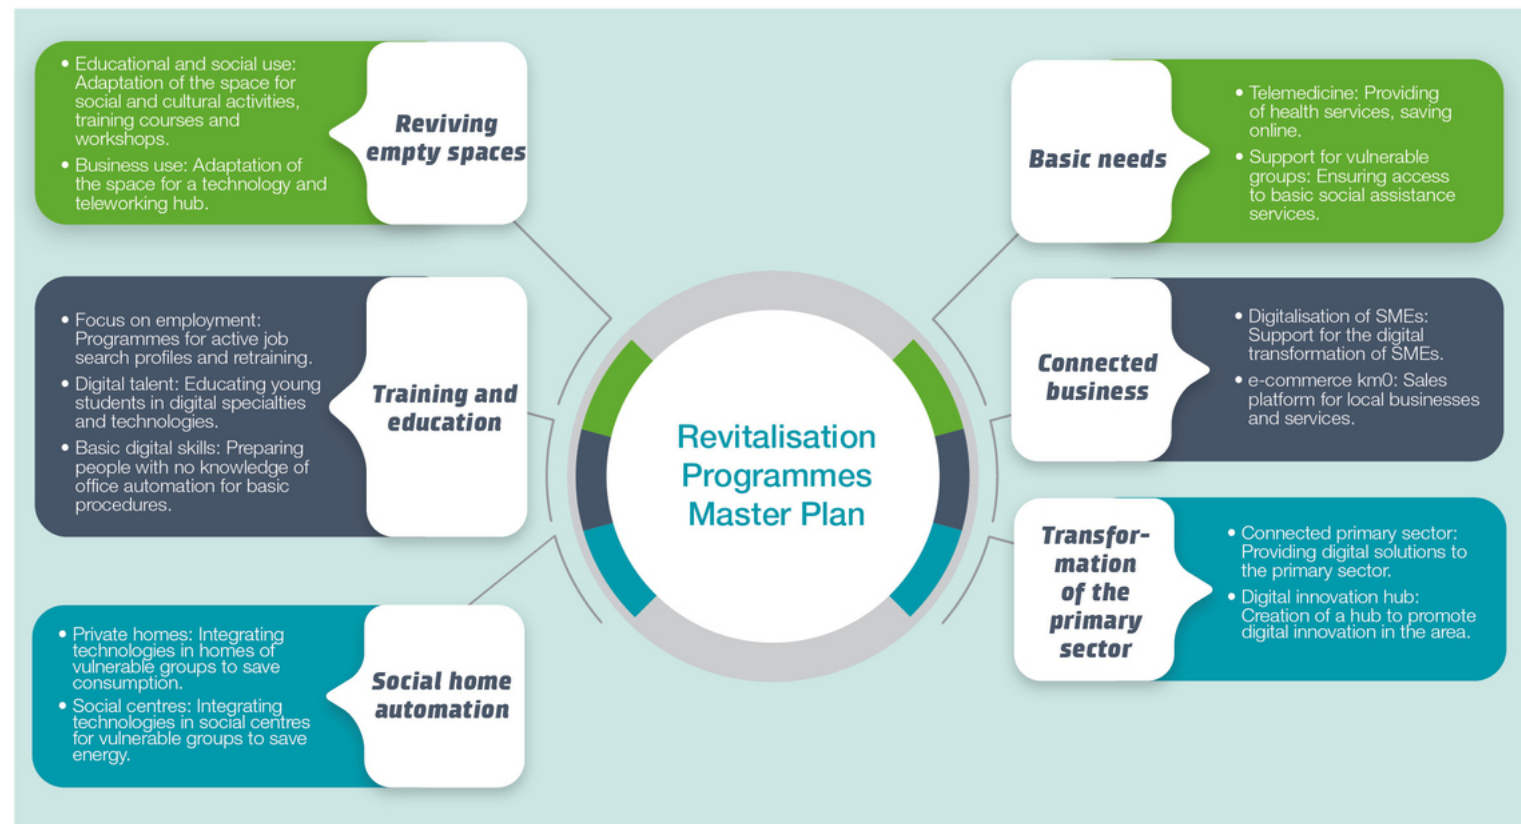 • Educational and social use:
Adaptation of the space for
social and cultural activities,
training courses and
workshops.
• Business use: Adaptation of
the space for a technology and
teleworking hub.
Reviving
empty spaces
• Focus on employment:
Programmes for active job
search profiles and retraining.
• Digital talent: Educating young
students in digital specialties
and technologies.
• Basic digital skills: Preparing
people with no knowledge of
office automation for basic
procedures.
Training and
education
• Private homes: Integrating
technologies in homes of
vulnerable groups to save
consumption.
• Social centres: Integrating
technologies in social centres
for vulnerable groups to save
energy.
Social home
automation
Revitalisation
Programmes
Master Plan
Basic needs
• Telemedicine: Providing
of health services, saving
online.
• Support for vulnerable
groups: Ensuring access
to basic social assistance
services.
Connected
business
• Digitalisation of SMEs:
Support for the digital
transformation of SMEs.
• e-commerce km0: Sales
platform for local businesses
and services.
Transfor-
mation
of the
primary
sector
• Connected primary sector:
Providing digital solutions to
the primary sector.
• Digital innovation hub:
Creation of a hub to promote
digital innovation in the area.